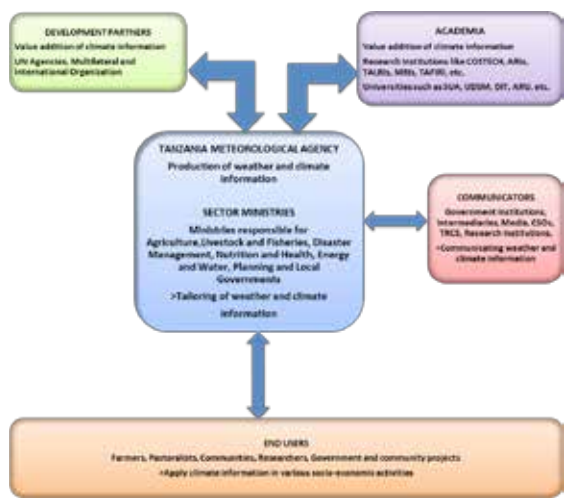 DEVELOPMENT PARTNERS
Value addition of climate information
UN Agencies, Multilateral and
International Organization
ACADEMIA
Value addition of climate information
Research Institutions like COSTECH, ARIs,
TALIRI, TAFIRI, etc.
Universities such as SUA, UDSM, DIT, ARU, etc.
TANZANIA METEOROLOGICAL AGENCY
Production of weather and climate
information
SECTOR MINISTRIES
Ministries responsible for
Agriculture,Livestock and Fisheries, Disaster
Management, Nutrition and Health, Energy
and Water, Planning and Local
Governments
>Tailoring of weather and climate
information
COMMUNICATORS
Government Institutions,
Intermediaries, Media, CSOs,
TRCS, Research Institutions,
>Communicating weather and
climate information
END USERS
Farmers, Pastoralists, Communities, Researchers, Government and community projects
>Apply climate information in various socio-economic activities